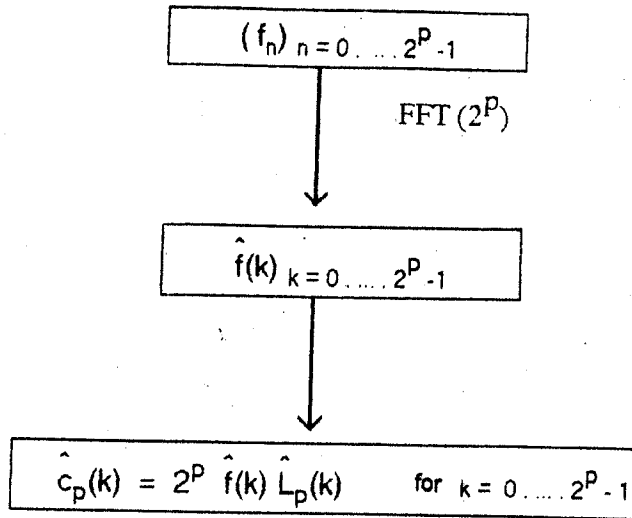 (f_n) n = 0 . . . . . 2^p -1
FFT (2^p)
f̂(k) k = 0 . . . . . 2^p -1
ĉ_p(k) = 2^p f̂(k) L̂_p(k) for k = 0 . . . . . 2^p -1